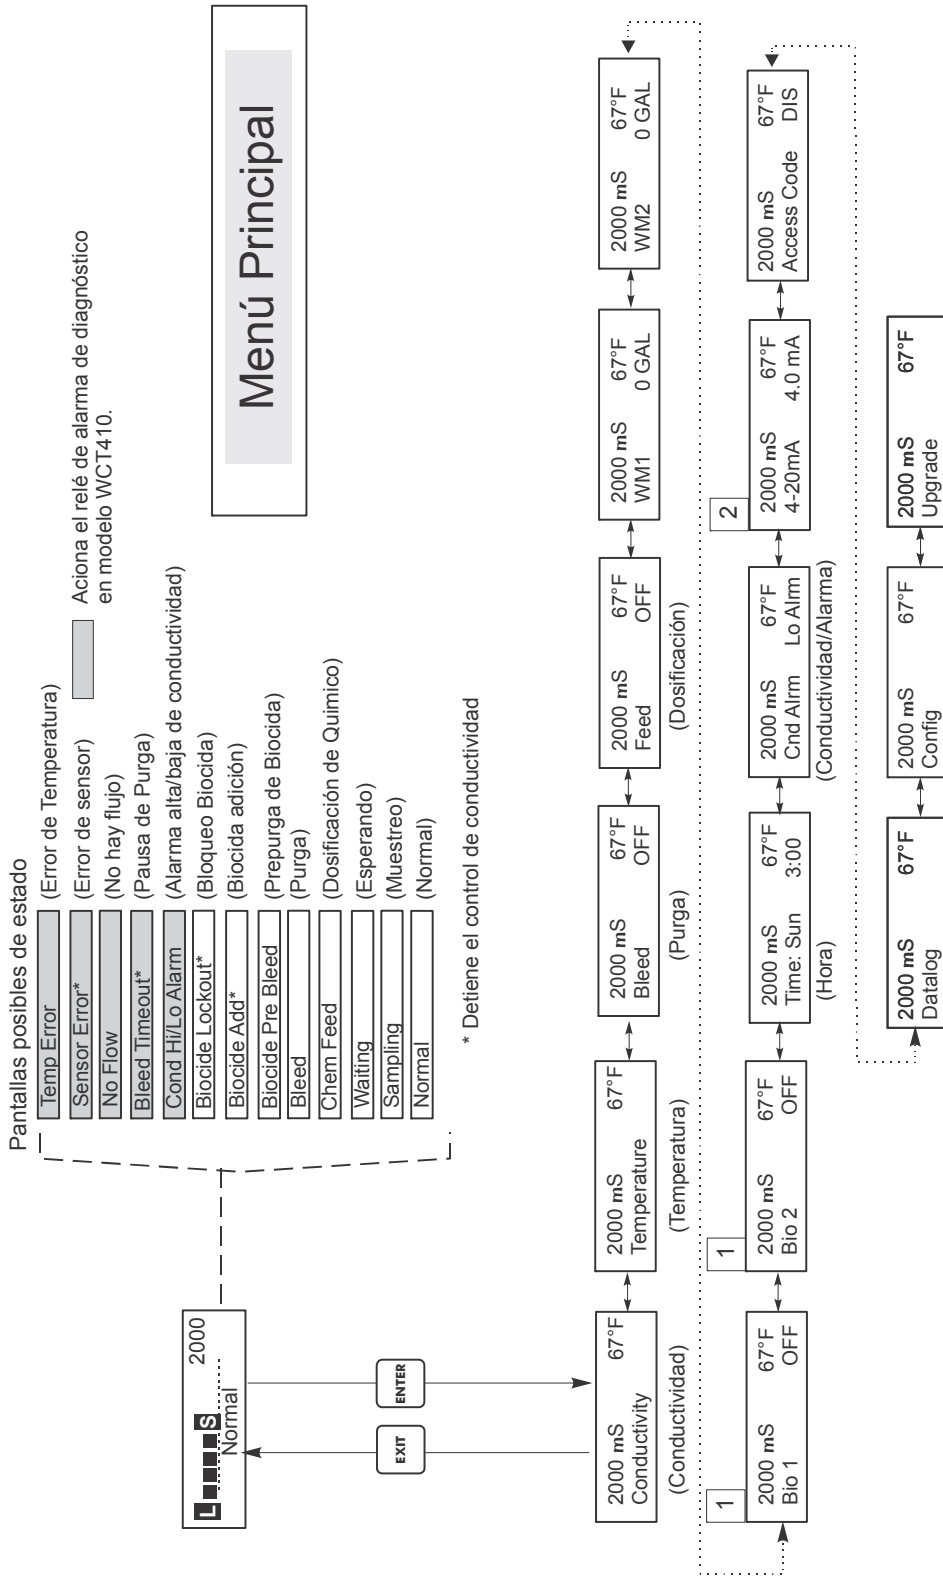 Menú Principal
Pantallas posibles de estado
Temp Error (Error de Temperatura)
Sensor Error* (Error de sensor)
No Flow (No hay flujo)
Bleed Timeout* (Pausa de Purga)
Cond Hi/Lo Alarm (Alarma alta/baja de conductividad)
Biocide Lockout* (Bloqueo Biocida)
Biocide Add* (Biocida adición)
Biocide Pre Bleed (Prepurga de Biocida)
Bleed (Purga)
Chem Feed (Dosificación de Quimico)
Waiting (Esperando)
Sampling (Muestreo)
Normal (Normal)
Aciona el relé de alarma de diagnóstico
en modelo WCT410.
* Detiene el control de conductividad
L S 2000
Normal
EXIT
ENTER
2000 mS 67°F
Conductivity
(Conductividad)
2000 mS 67°F
Temperature
(Temperatura)
2000 mS 67°F
Bleed OFF
(Purga)
2000 mS 67°F
Feed OFF
(Dosificación)
2000 mS 67°F
WM1 0 GAL
2000 mS 67°F
WM2 0 GAL
1
2000 mS 67°F
Bio 1 OFF
1
2000 mS 67°F
Bio 2 OFF
2000 mS 67°F
Time: Sun 3:00
(Hora)
2000 mS 67°F
Cnd Alrm Lo Alrm
(Conductividad/Alarma)
2
2000 mS 67°F
4-20mA 4.0 mA
2000 mS 67°F
Access Code DIS
2000 mS 67°F
Datalog
2000 mS 67°F
Config
2000 mS 67°F
Upgrade